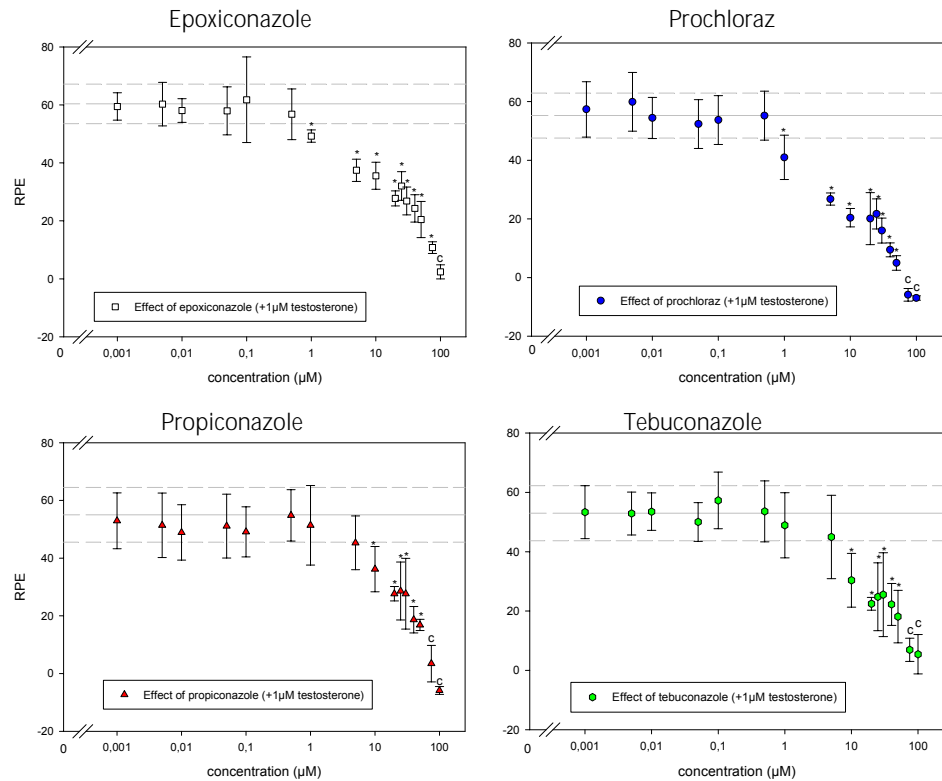 Epoxiconazole
80
60
40
20
0
-20
RPE
* * * * * * * * c
Effect of epoxiconazole (+1µM testosterone)
0 0,001 0,01 0,1 1 10 100
concentration (µM)
Prochloraz
80
60
40
20
0
-20
RPE
* * * * * * * * c c
Effect of prochloraz (+1µM testosterone)
0 0,001 0,01 0,1 1 10 100
concentration (µM)
Propiconazole
80
60
40
20
0
-20
RPE
* * * * * * c c
Effect of propiconazole (+1µM testosterone)
0 0,001 0,01 0,1 1 10 100
concentration (µM)
Tebuconazole
80
60
40
20
0
-20
RPE
* * * * * * c c
Effect of tebuconazole (+1µM testosterone)
0 0,001 0,01 0,1 1 10 100
concentration (µM)